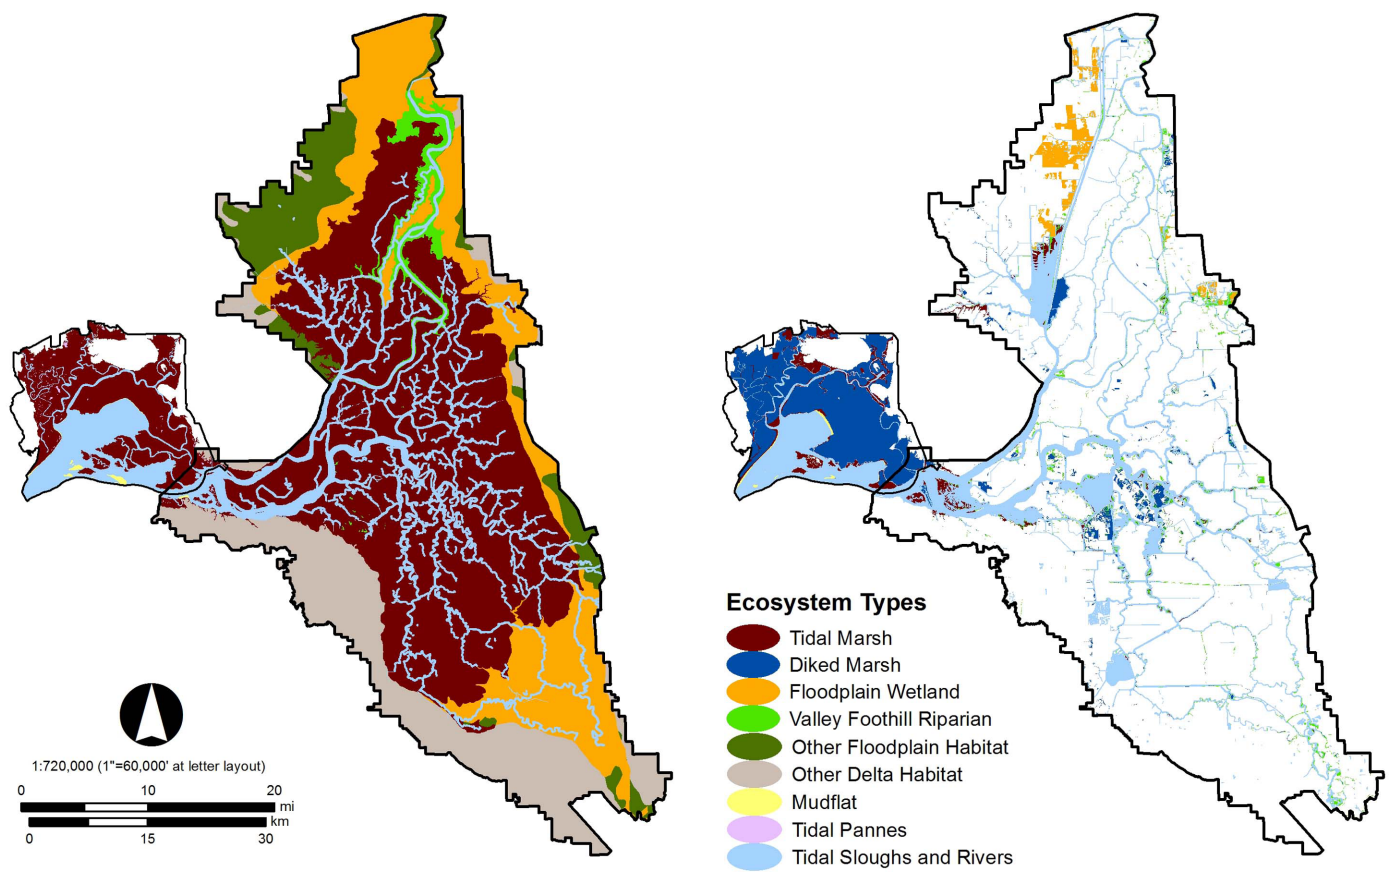 Ecosystem Types
Tidal Marsh
Diked Marsh
Floodplain Wetland
Valley Foothill Riparian
Other Floodplain Habitat
Other Delta Habitat
Mudflat
Tidal Pannes
Tidal Sloughs and Rivers
1:720,000 (1"=60,000' at letter layout)
0 10 20
mi
km
0 15 30